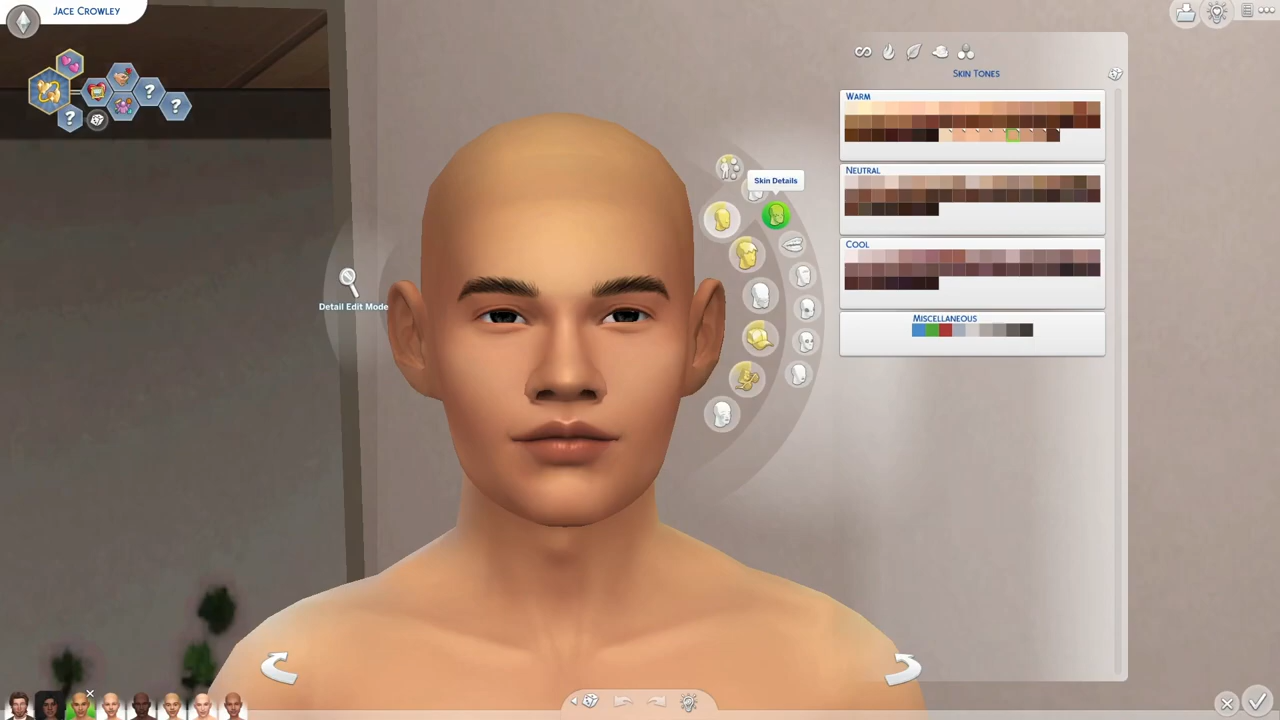 Jace Crowley
?
?
?
Skin Details
Detail Edit Mode
Skin Tones
Warm
Neutral
Cool
Miscellaneous